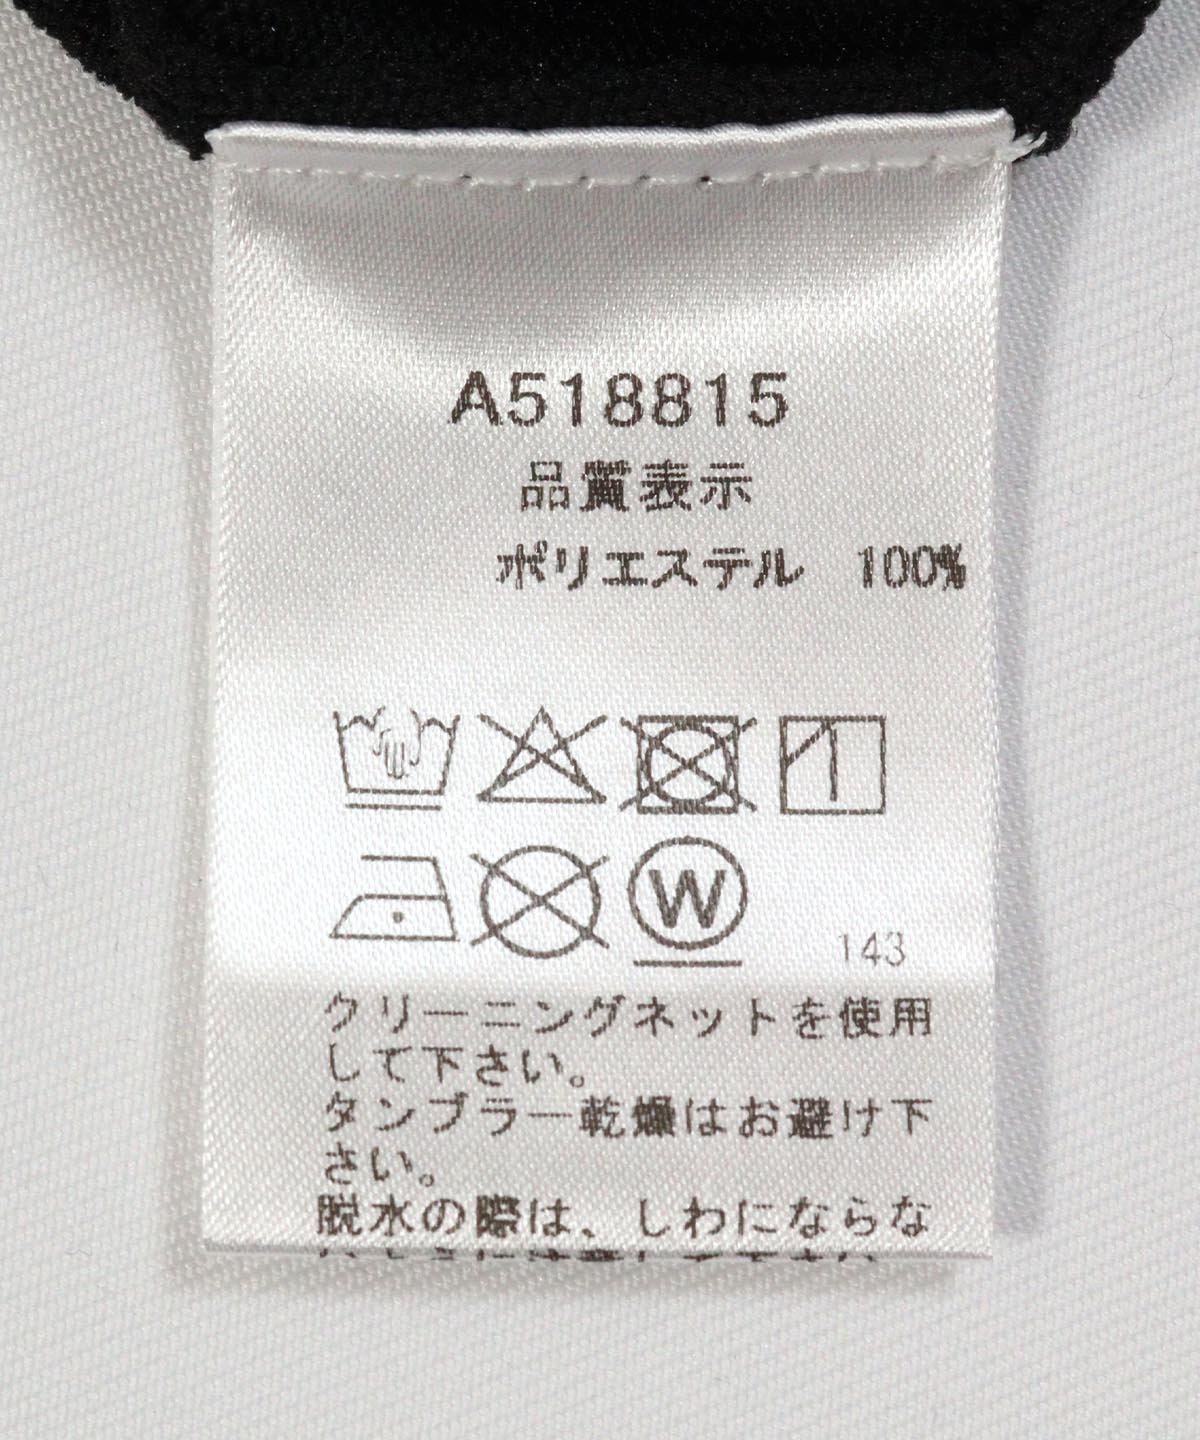 A518815
品質表示
ポリエステル 100%
W
143
クリーニングネットを使用
して下さい。
タンブラー乾燥はお避け下
さい。
脱水の際は、しわにならな